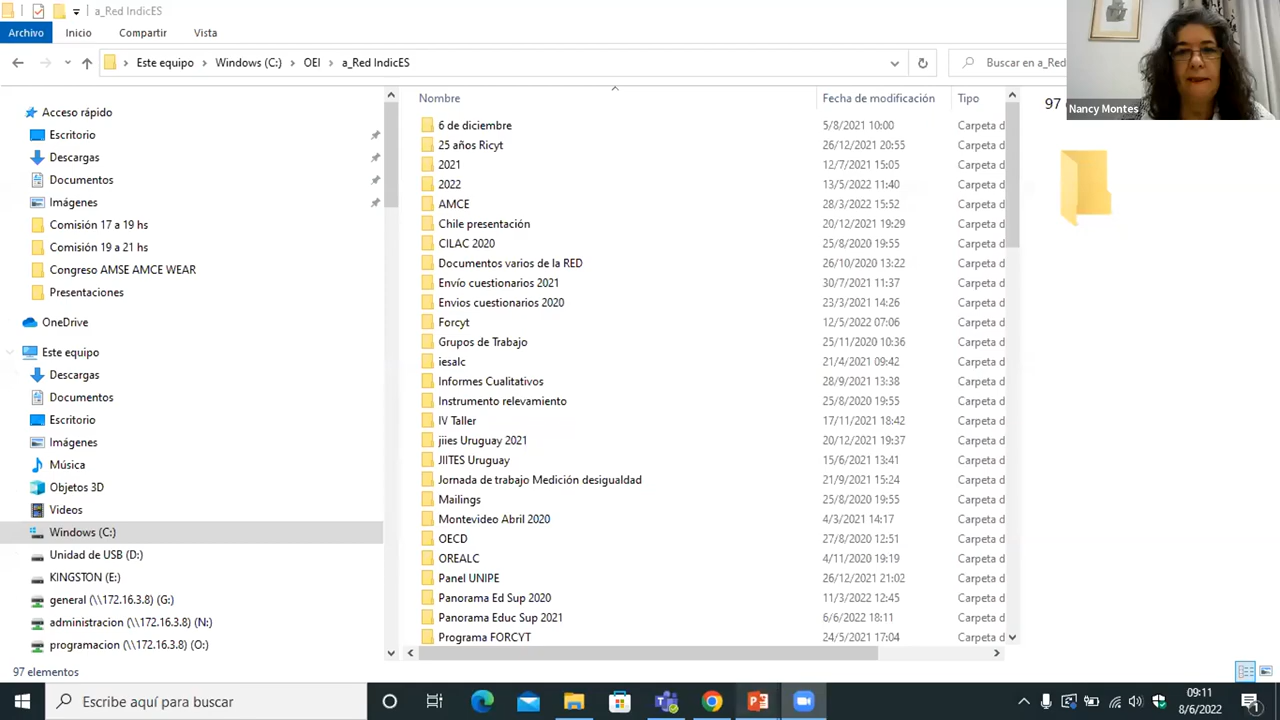 a_Red IndicES
Archivo Inicio Compartir Vista
Este equipo Windows (C:) OEI a_Red IndicES
Buscar en a_Red
Nancy Montes
Acceso rápido
Escritorio
Descargas
Documentos
Imágenes
Comisión 17 a 19 hs
Comisión 19 a 21 hs
Congreso AMSE AMCE WEAR
Presentaciones
OneDrive
Este equipo
Descargas
Documentos
Escritorio
Imágenes
Música
Objetos 3D
Videos
Windows (C:)
Unidad de USB (D:)
KINGSTON (E:)
general (\\172.16.3.8) (G:)
administracion (\\172.16.3.8) (N:)
programacion (\\172.16.3.8) (O:)
Nombre Fecha de modificación Tipo
6 de diciembre 5/8/2021 10:00 Carpeta d
25 años Ricyt 26/12/2021 20:55 Carpeta d
2021 12/7/2021 15:05 Carpeta d
2022 13/5/2022 11:40 Carpeta d
AMCE 28/3/2022 15:52 Carpeta d
Chile presentación 20/12/2021 19:29 Carpeta d
CILAC 2020 25/8/2020 19:55 Carpeta d
Documentos varios de la RED 26/10/2020 13:22 Carpeta d
Envío cuestionarios 2021 30/7/2021 11:37 Carpeta d
Envios cuestionarios 2020 23/3/2021 14:26 Carpeta d
Forcyt 12/5/2022 07:06 Carpeta d
Grupos de Trabajo 25/11/2020 10:36 Carpeta d
iesalc 21/4/2021 09:42 Carpeta d
Informes Cualitativos 28/9/2021 13:38 Carpeta d
Instrumento relevamiento 25/8/2020 19:55 Carpeta d
IV Taller 17/11/2021 18:42 Carpeta d
jiies Uruguay 2021 20/12/2021 19:37 Carpeta d
JIITES Uruguay 15/6/2021 13:41 Carpeta d
Jornada de trabajo Medición desigualdad 21/9/2021 15:24 Carpeta d
Mailings 25/8/2020 19:55 Carpeta d
Montevideo Abril 2020 4/3/2021 14:17 Carpeta d
OECD 27/8/2020 12:51 Carpeta d
OREALC 4/11/2020 19:19 Carpeta d
Panel UNIPE 26/12/2021 21:02 Carpeta d
Panorama Ed Sup 2020 11/3/2022 12:45 Carpeta d
Panorama Educ Sup 2021 6/6/2022 18:11 Carpeta d
Programa FORCYT 24/5/2021 17:04 Carpeta d
97
97 elementos
Escribe aquí para buscar
09:11
8/6/2022
1